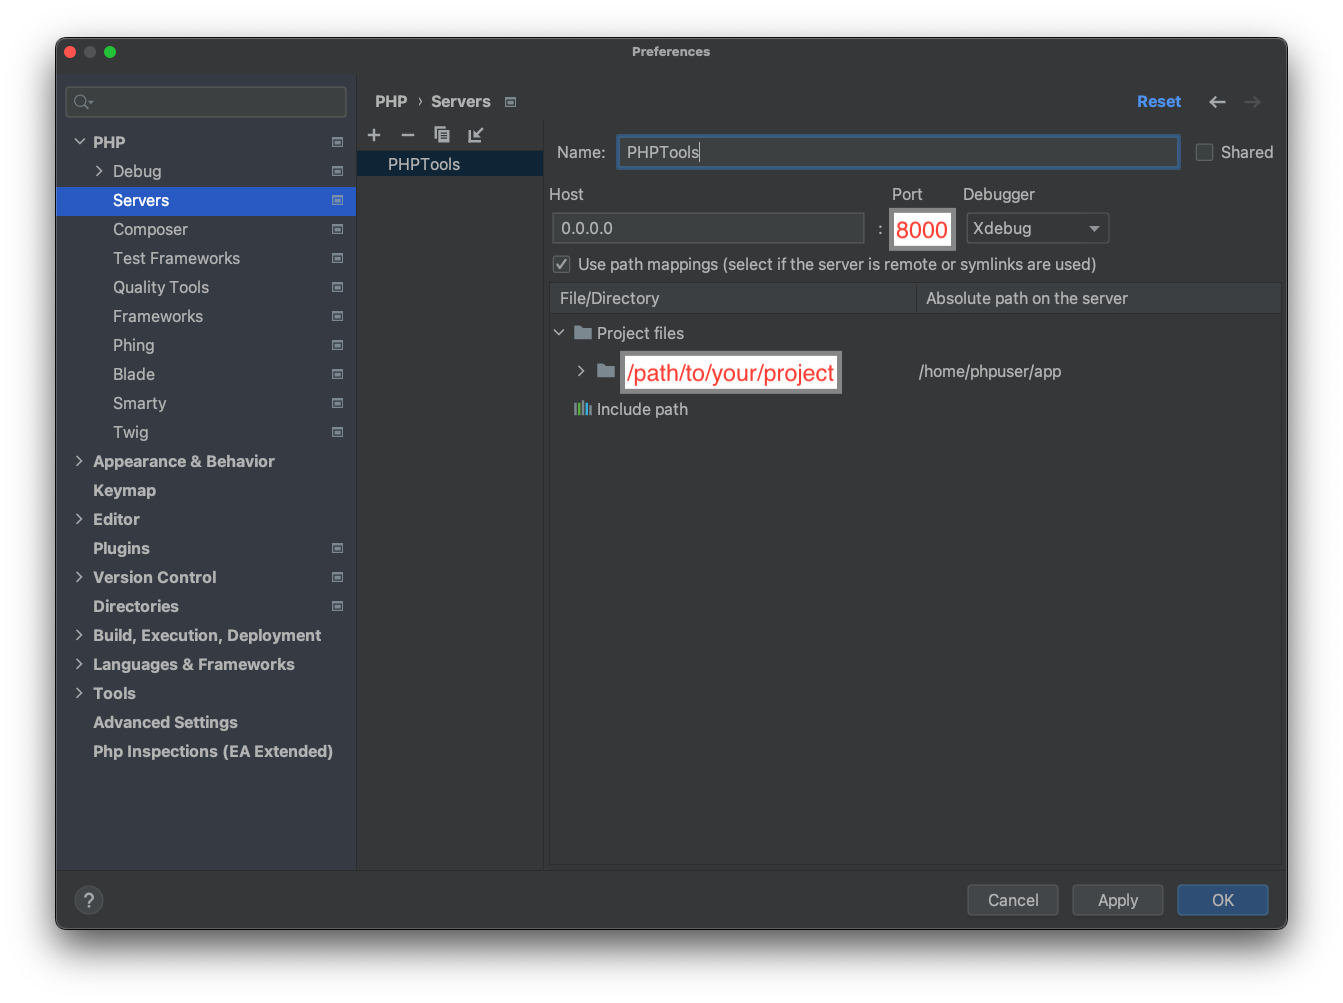 Preferences
PHP
Debug
Servers
Composer
Test Frameworks
Quality Tools
Frameworks
Phing
Blade
Smarty
Twig
Appearance & Behavior
Keymap
Editor
Plugins
Version Control
Directories
Build, Execution, Deployment
Languages & Frameworks
Tools
Advanced Settings
Php Inspections (EA Extended)
PHP › Servers
Reset
PHPTools
Name: PHPTools
Shared
Host Port Debugger
0.0.0.0 : 8000 Xdebug
Use path mappings (select if the server is remote or symlinks are used)
File/Directory Absolute path on the server
Project files
/path/to/your/project /home/phpuser/app
Include path
? Cancel Apply OK